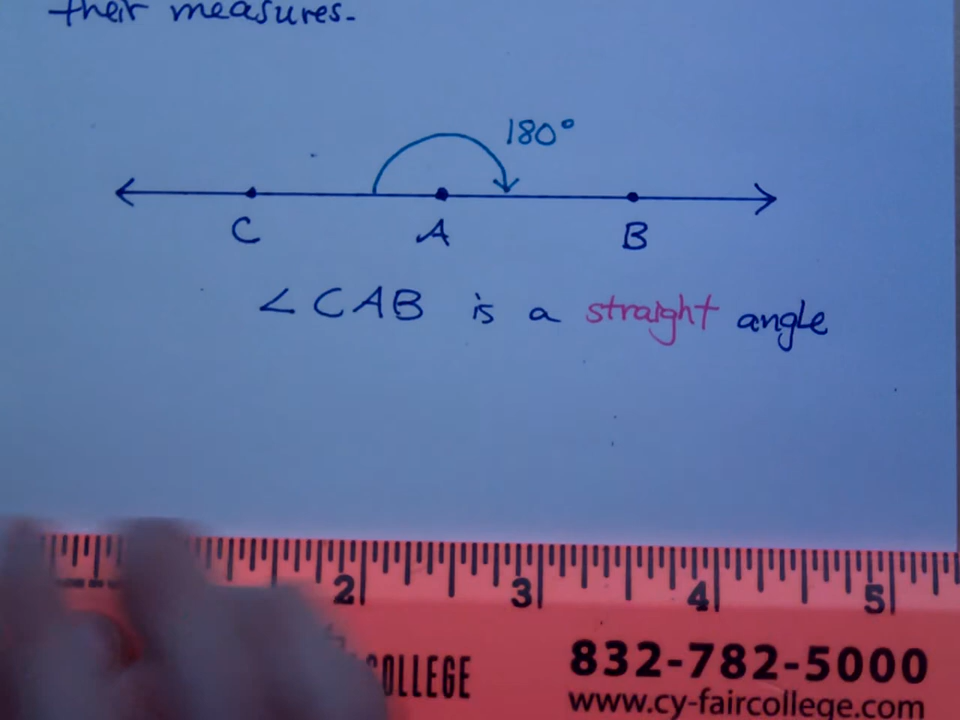 their measures.
180°
C A B
∠CAB is a straight angle
2 3 4 5
COLLEGE 832-782-5000
www.cy-faircollege.com